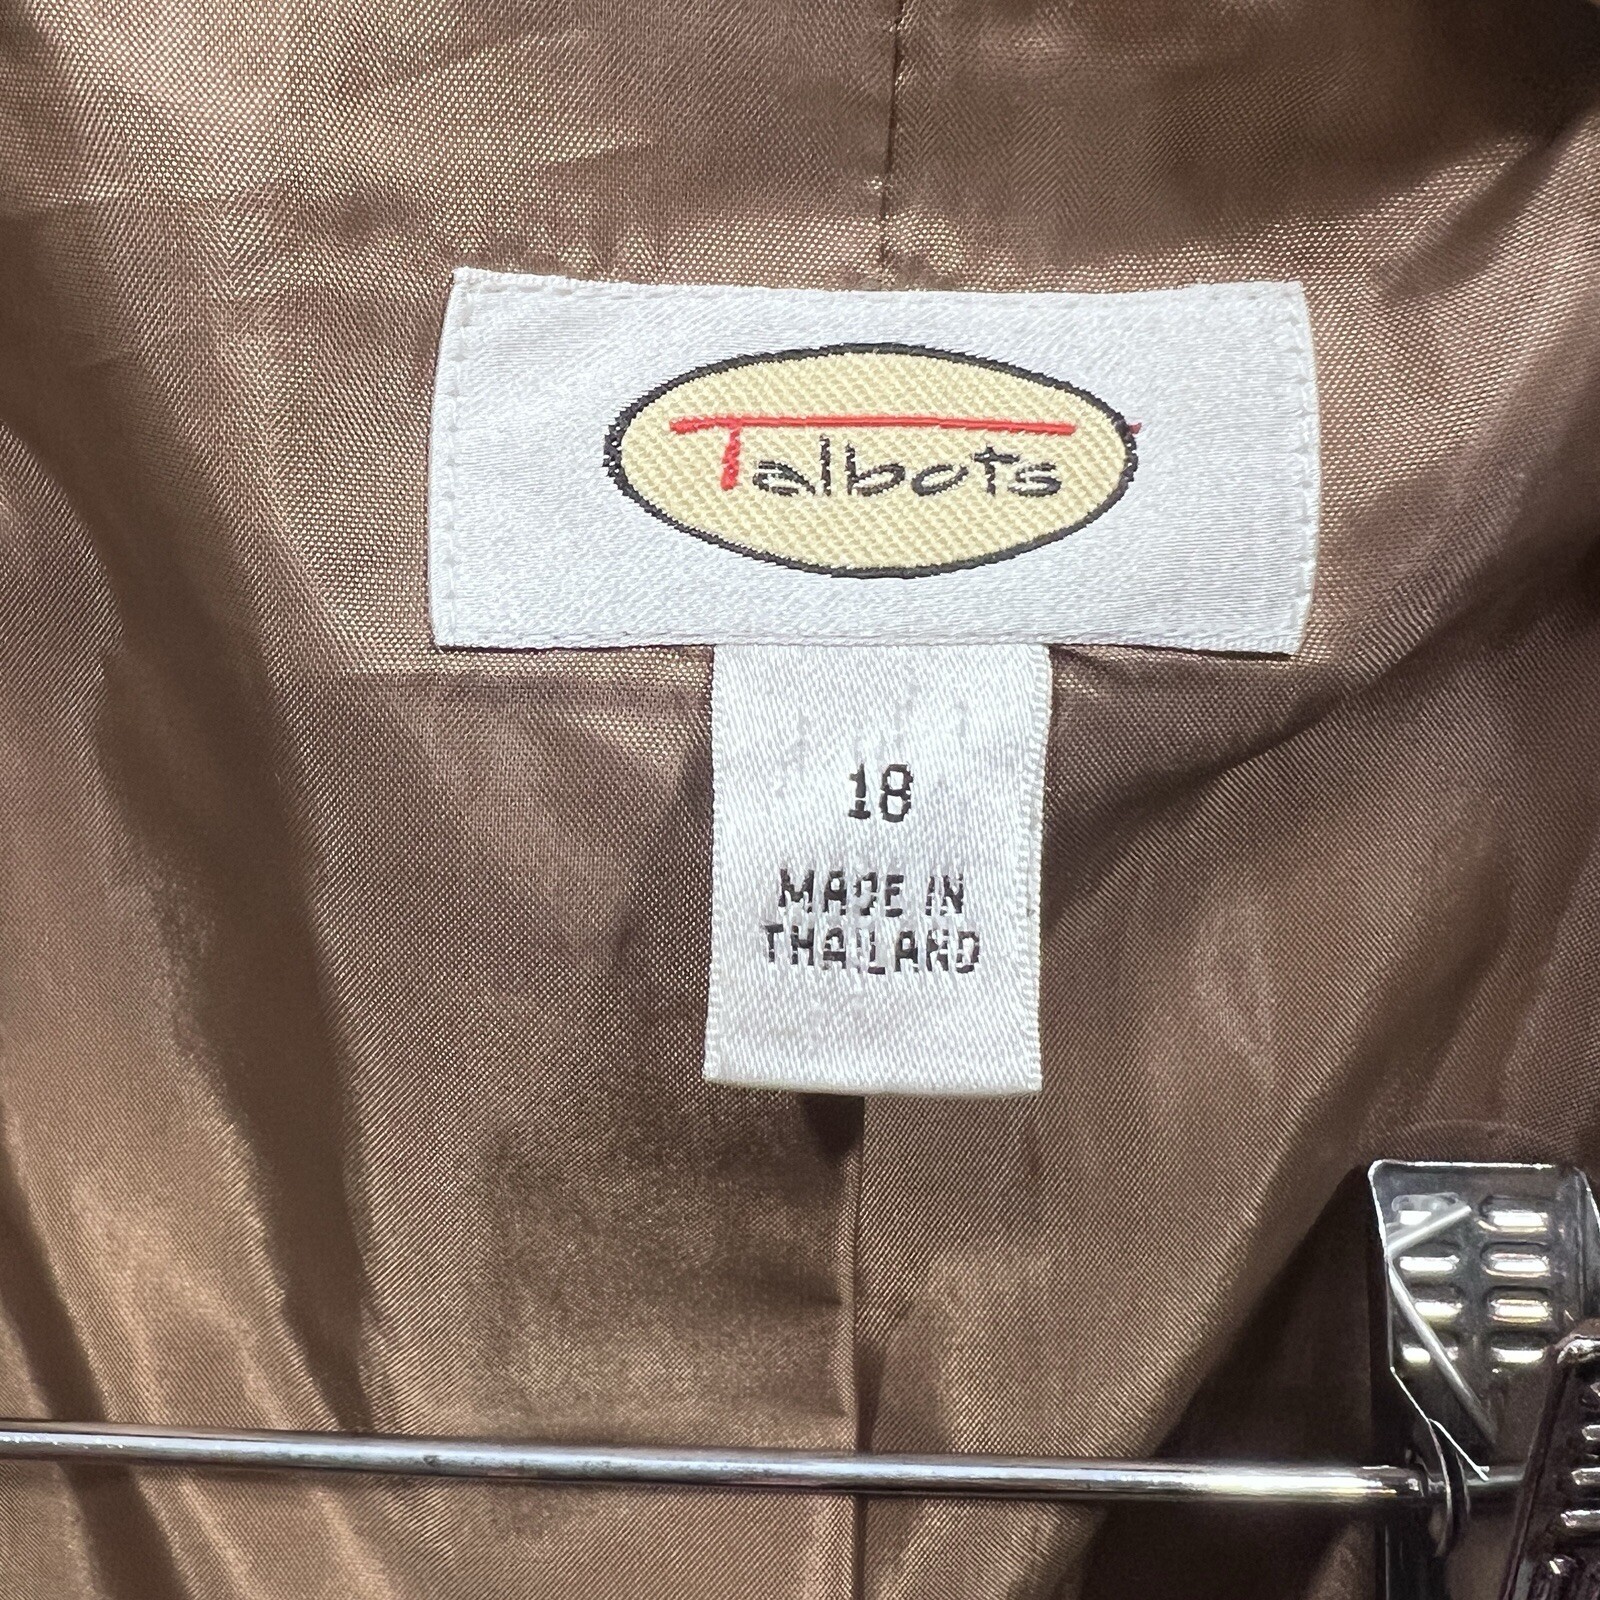 Talbots
18
MADE IN
THAILAND